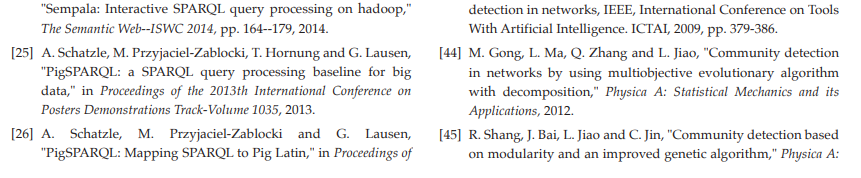 "Sempala: Interactive SPARQL query processing on hadoop,"
The Semantic Web--ISWC 2014, pp. 164--179, 2014.
[25] A. Schatzle, M. Przyjaciel-Zablocki, T. Hornung and G. Lausen,
"PigSPARQL: a SPARQL query processing baseline for big
data," in Proceedings of the 2013th International Conference on
Posters Demonstrations Track-Volume 1035, 2013.
[26] A. Schatzle, M. Przyjaciel-Zablocki and G. Lausen,
"PigSPARQL: Mapping SPARQL to Pig Latin," in Proceedings of
detection in networks, IEEE, International Conference on Tools
With Artificial Intelligence. ICTAI, 2009, pp. 379-386.
[44] M. Gong, L. Ma, Q. Zhang and L. Jiao, "Community detection
in networks by using multiobjective evolutionary algorithm
with decomposition," Physica A: Statistical Mechanics and its
Applications, 2012.
[45] R. Shang, J. Bai, L. Jiao and C. Jin, "Community detection based
on modularity and an improved genetic algorithm," Physica A: